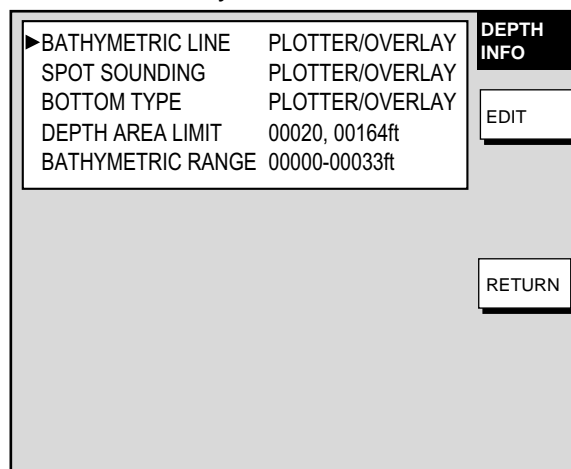 ►BATHYMETRIC LINE PLOTTER/OVERLAY
SPOT SOUNDING PLOTTER/OVERLAY
BOTTOM TYPE PLOTTER/OVERLAY
DEPTH AREA LIMIT 00020, 00164ft
BATHYMETRIC RANGE 00000-00033ft
DEPTH
INFO
EDIT
RETURN